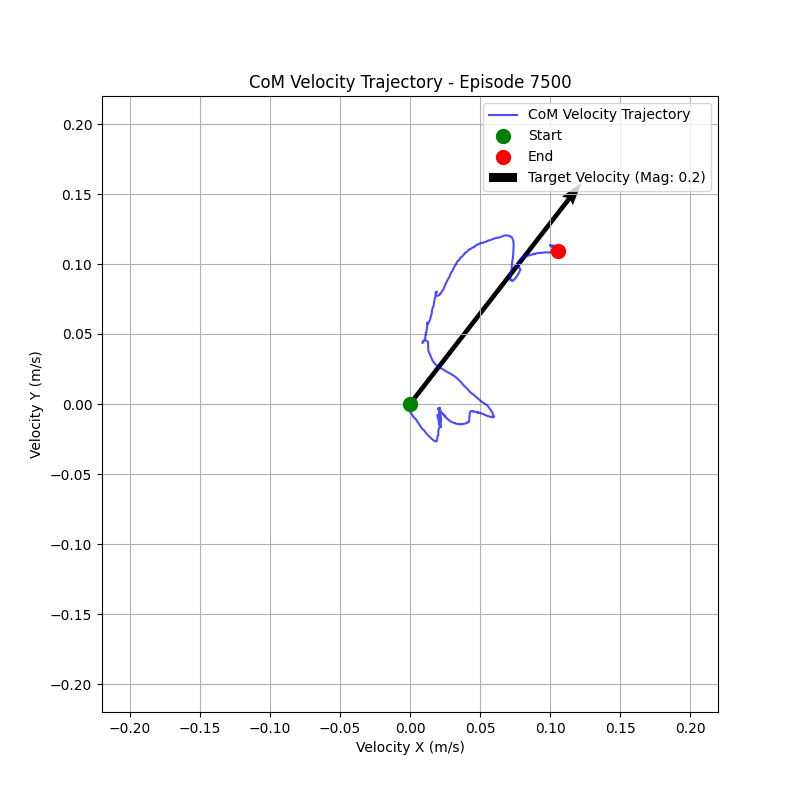 CoM Velocity Trajectory - Episode 7500
CoM Velocity Trajectory
Start
End
Target Velocity (Mag: 0.2)
0.20
0.15
0.10
0.05
0.00
−0.05
−0.10
−0.15
−0.20
Velocity Y (m/s)
−0.20 −0.15 −0.10 −0.05 0.00 0.05 0.10 0.15 0.20
Velocity X (m/s)